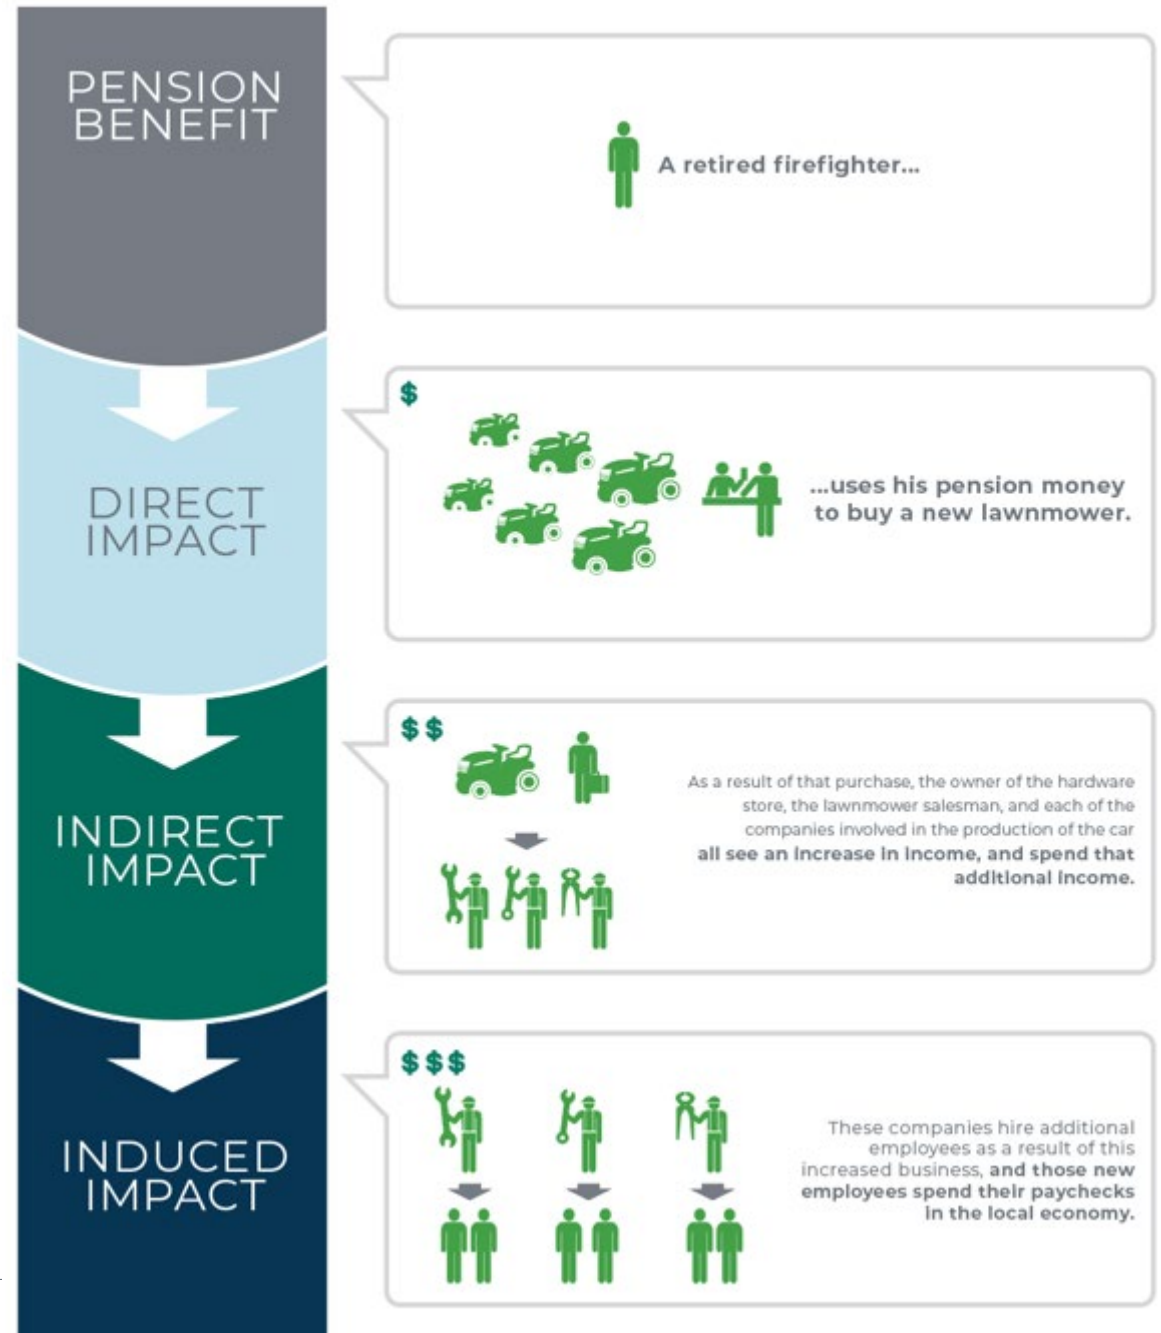 PENSION
BENEFIT
A retired firefighter...
DIRECT
IMPACT
$
...uses his pension money
to buy a new lawnmower.
INDIRECT
IMPACT
$ $
As a result of that purchase, the owner of the hardware
store, the lawnmower salesman, and each of the
companies involved in the production of the car
all see an increase in income, and spend that
additional income.
INDUCED
IMPACT
$ $ $
These companies hire additional
employees as a result of this
increased business, and those new
employees spend their paychecks
in the local economy.